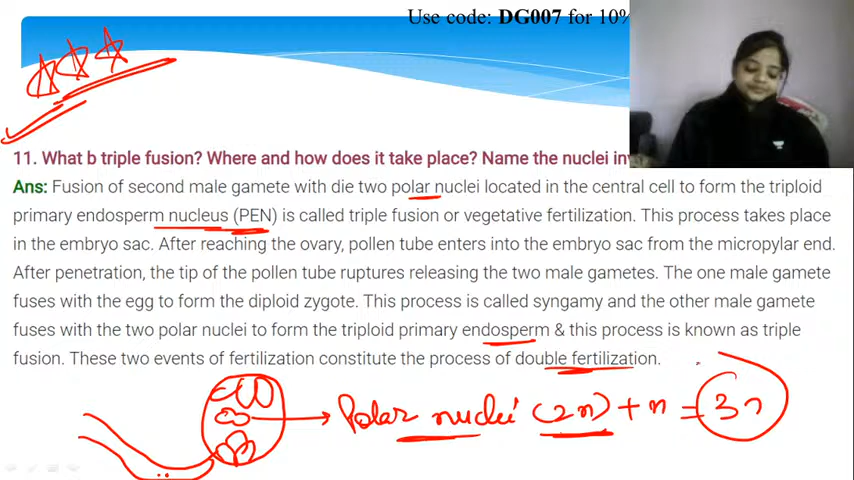 Use code: DG007 for 10%
11. What b triple fusion? Where and how does it take place? Name the nuclei inv
Ans: Fusion of second male gamete with die two polar nuclei located in the central cell to form the triploid
primary endosperm nucleus (PEN) is called triple fusion or vegetative fertilization. This process takes place
in the embryo sac. After reaching the ovary, pollen tube enters into the embryo sac from the micropylar end.
After penetration, the tip of the pollen tube ruptures releasing the two male gametes. The one male gamete
fuses with the egg to form the diploid zygote. This process is called syngamy and the other male gamete
fuses with the two polar nuclei to form the triploid primary endosperm & this process is known as triple
fusion. These two events of fertilization constitute the process of double fertilization.
Polar nuclei (2n) + n = 3n